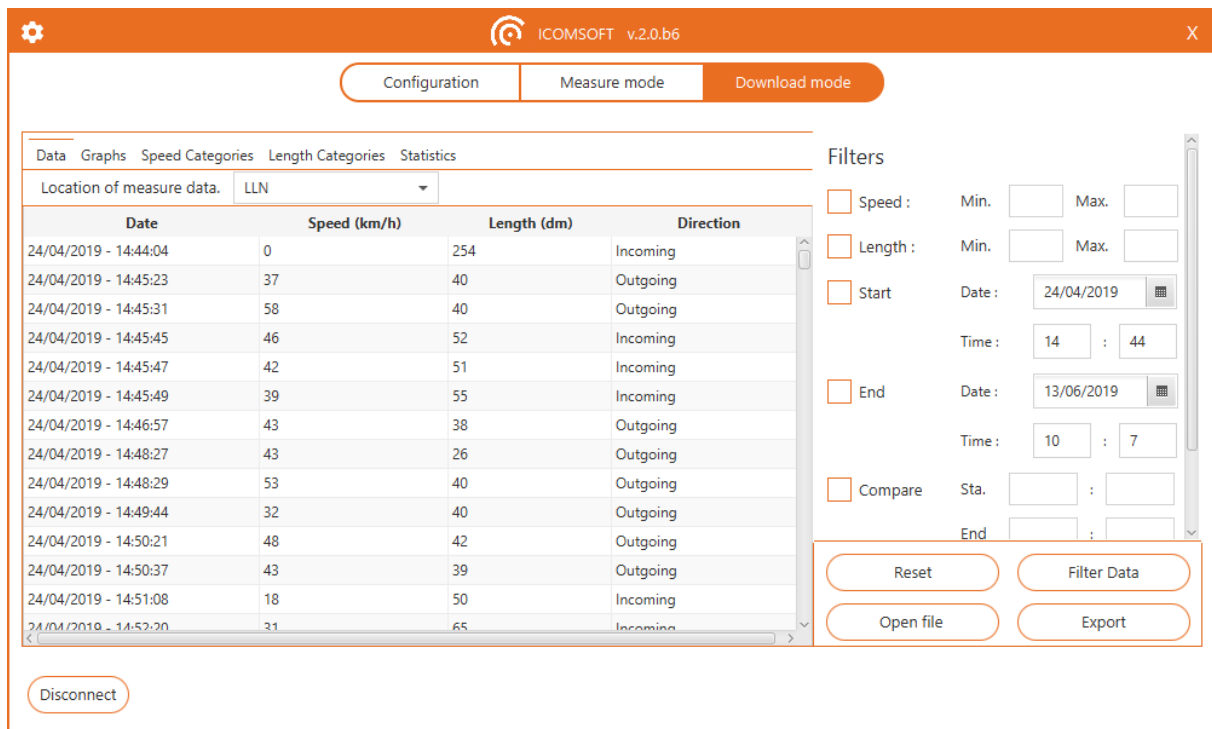 ICOMSOFT v.2.0.b6 X
Configuration Measure mode Download mode
Data Graphs Speed Categories Length Categories Statistics
Location of measure data. LLN
Date Speed (km/h) Length (dm) Direction
24/04/2019 - 14:44:04 0 254 Incoming
24/04/2019 - 14:45:23 37 40 Outgoing
24/04/2019 - 14:45:31 58 40 Outgoing
24/04/2019 - 14:45:45 46 52 Incoming
24/04/2019 - 14:45:47 42 51 Incoming
24/04/2019 - 14:45:49 39 55 Incoming
24/04/2019 - 14:46:57 43 38 Outgoing
24/04/2019 - 14:48:27 43 26 Outgoing
24/04/2019 - 14:48:29 53 40 Outgoing
24/04/2019 - 14:49:44 32 40 Outgoing
24/04/2019 - 14:50:21 48 42 Outgoing
24/04/2019 - 14:50:37 43 39 Outgoing
24/04/2019 - 14:51:08 18 50 Incoming
24/04/2019 - 14:52:20 31 65 Incoming
Filters
Speed : Min. Max.
Length : Min. Max.
Start Date : 24/04/2019
Time : 14 : 44
End Date : 13/06/2019
Time : 10 : 7
Compare Sta. :
End :
Reset Filter Data
Open file Export
Disconnect